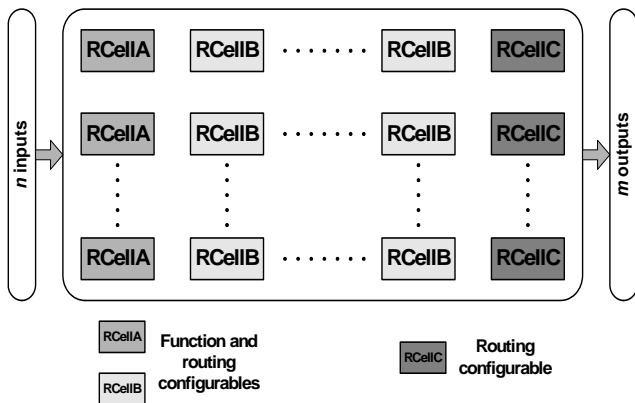 RCellA RCellB RCellB RCellC
n inputs
RCellA RCellB RCellB RCellC
m outputs
RCellA RCellB RCellB RCellC
RCellA
Function and
routing
configurables
RCellB
RCellC
Routing
configurable